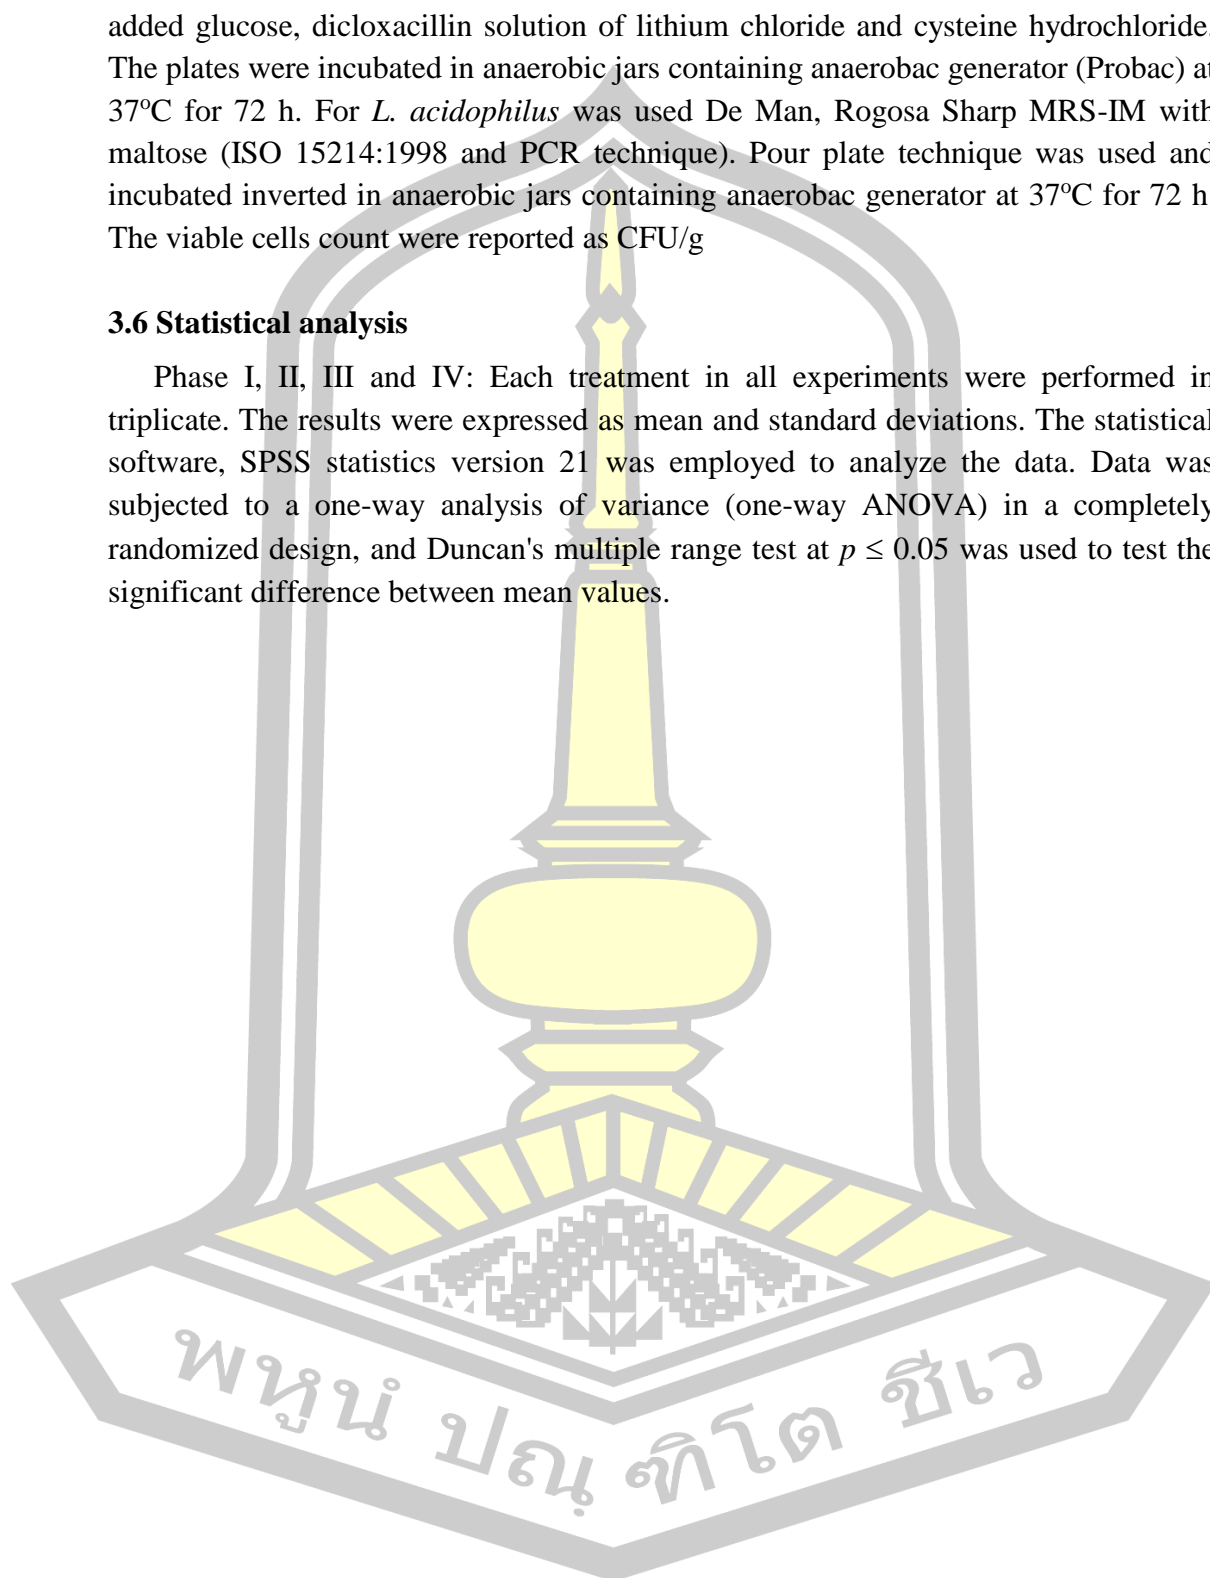 added glucose, dicloxacillin solution of lithium chloride and cysteine hydrochloride.
The plates were incubated in anaerobic jars containing anaerobac generator (Probac) at
37°C for 72 h. For L. acidophilus was used De Man, Rogosa Sharp MRS-IM with
maltose (ISO 15214:1998 and PCR technique). Pour plate technique was used and
incubated inverted in anaerobic jars containing anaerobac generator at 37°C for 72 h
The viable cells count were reported as CFU/g
3.6 Statistical analysis
Phase I, II, III and IV: Each treatment in all experiments were performed in
triplicate. The results were expressed as mean and standard deviations. The statistical
software, SPSS statistics version 21 was employed to analyze the data. Data was
subjected to a one-way analysis of variance (one-way ANOVA) in a completely
randomized design, and Duncan's multiple range test at p ≤ 0.05 was used to test the
significant difference between mean values.
พหูนํ ปณฺ ฑิโต ชีเว